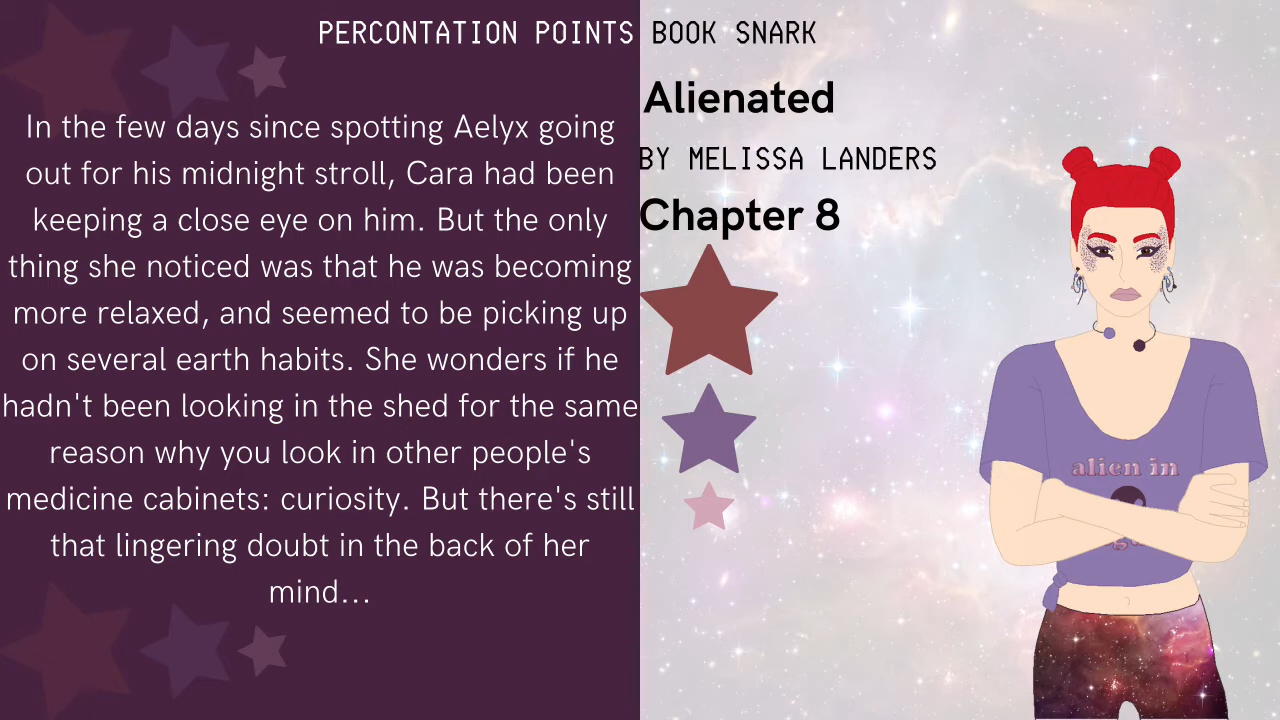 PERCONTATION POINTS BOOK SNARK
In the few days since spotting Aelyx going
out for his midnight stroll, Cara had been
keeping a close eye on him. But the only
thing she noticed was that he was becoming
more relaxed, and seemed to be picking up
on several earth habits. She wonders if he
hadn't been looking in the shed for the same
reason why you look in other people's
medicine cabinets: curiosity. But there's still
that lingering doubt in the back of her
mind...
Alienated
BY MELISSA LANDERS
Chapter 8
alien in